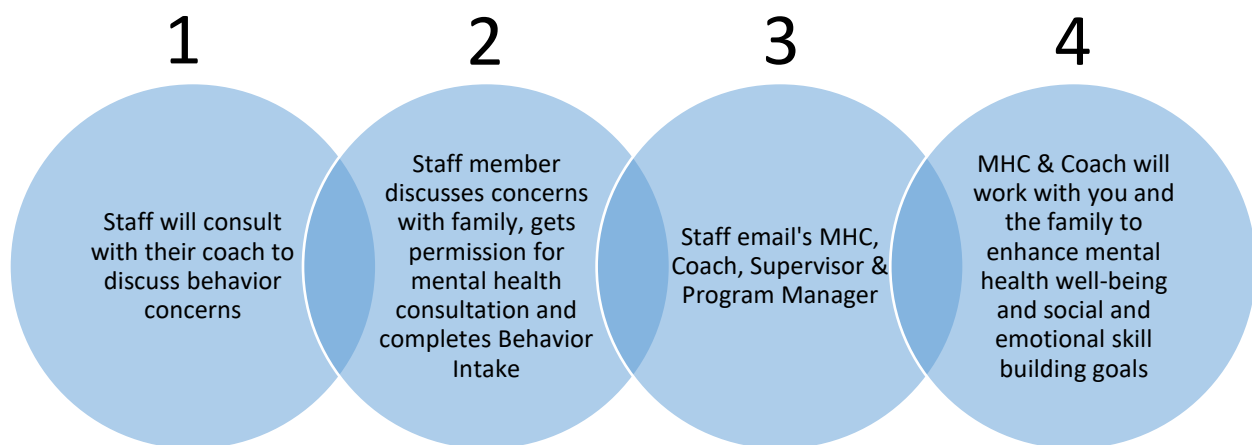 1
Staff will consult
with their coach to
discuss behavior
concerns
2
Staff member
discusses concerns
with family, gets
permission for
mental health
consultation and
completes Behavior
Intake
3
Staff email's MHC,
Coach, Supervisor &
Program Manager
4
MHC & Coach will
work with you and
the family to
enhance mental
health well-being
and social and
emotional skill
building goals